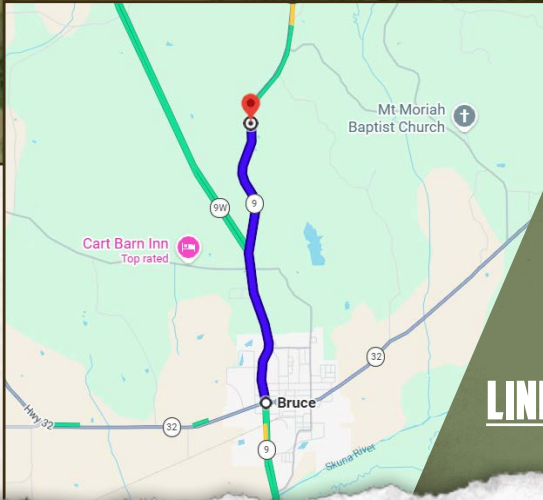 Mt Moriah
Baptist Church
9
9W
Cart Barn Inn
Top rated
32
Bruce
Hwy 32
32
9
Skuna River